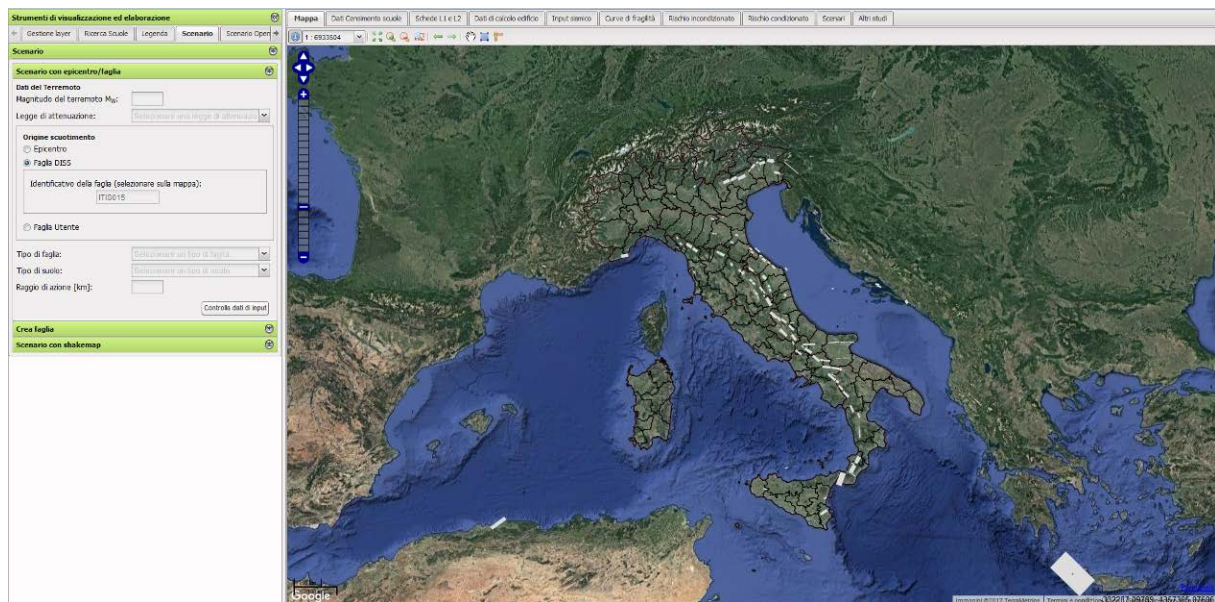 Strumenti di visualizzazione ed elaborazione
Gestione layer Ricerca Scuole Legenda Scenario Scenario Open
Scenario
Scenario con epicentro/faglia
Dati del Terremoto
Magnitudo del terremoto Mw:
Legge di attenuazione: Selezionare una legge di attenuazio
Origine scuotimento
Epicentro
Faglia DISS
Identificativo della faglia (selezionare sulla mappa):
ITIS015
Faglia Utente
Tipo di faglia: Selezionare un tipo di faglia
Tipo di suolo: Selezionare un tipo di suolo
Raggio di azione [km]:
Controlla dati di input
Crea faglia
Scenario con shakemap
Mappa Dati Censimento scuole Schede L1 e L2 Dati di calcolo edificio Input sismico Curve di fragilità Rischio incondizionato Rischio condizionato Scenari Altri studi
1 : 6933504
Google
Immagini ©2017 TerraMetrics